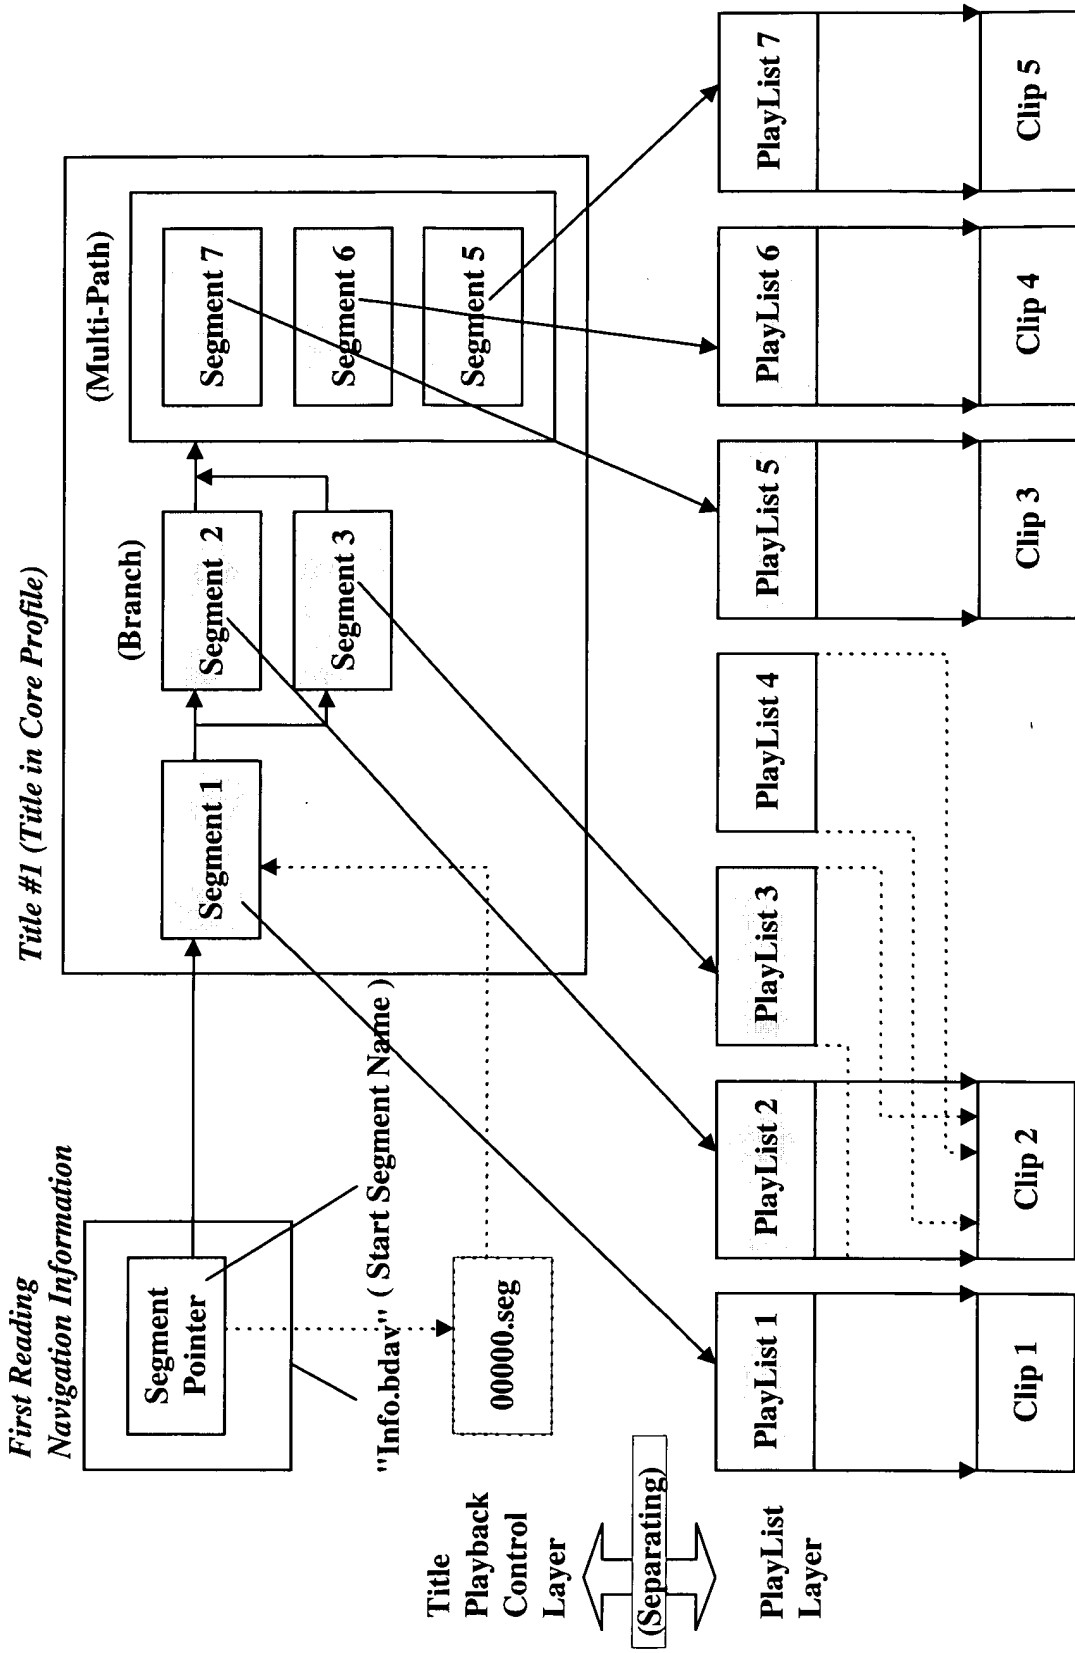 First Reading
Navigation Information
Segment
Pointer
"Info.bdav"
( Start Segment Name )
00000.seg
Title #1 (Title in Core Profile)
Segment 1
(Branch)
Segment 2
Segment 3
(Multi-Path)
Segment 7
Segment 6
Segment 5
Title
Playback
Control
Layer
(Separating)
PlayList
Layer
PlayList 1
PlayList 2
PlayList 3
PlayList 4
PlayList 5
PlayList 6
PlayList 7
Clip 1
Clip 2
Clip 3
Clip 4
Clip 5